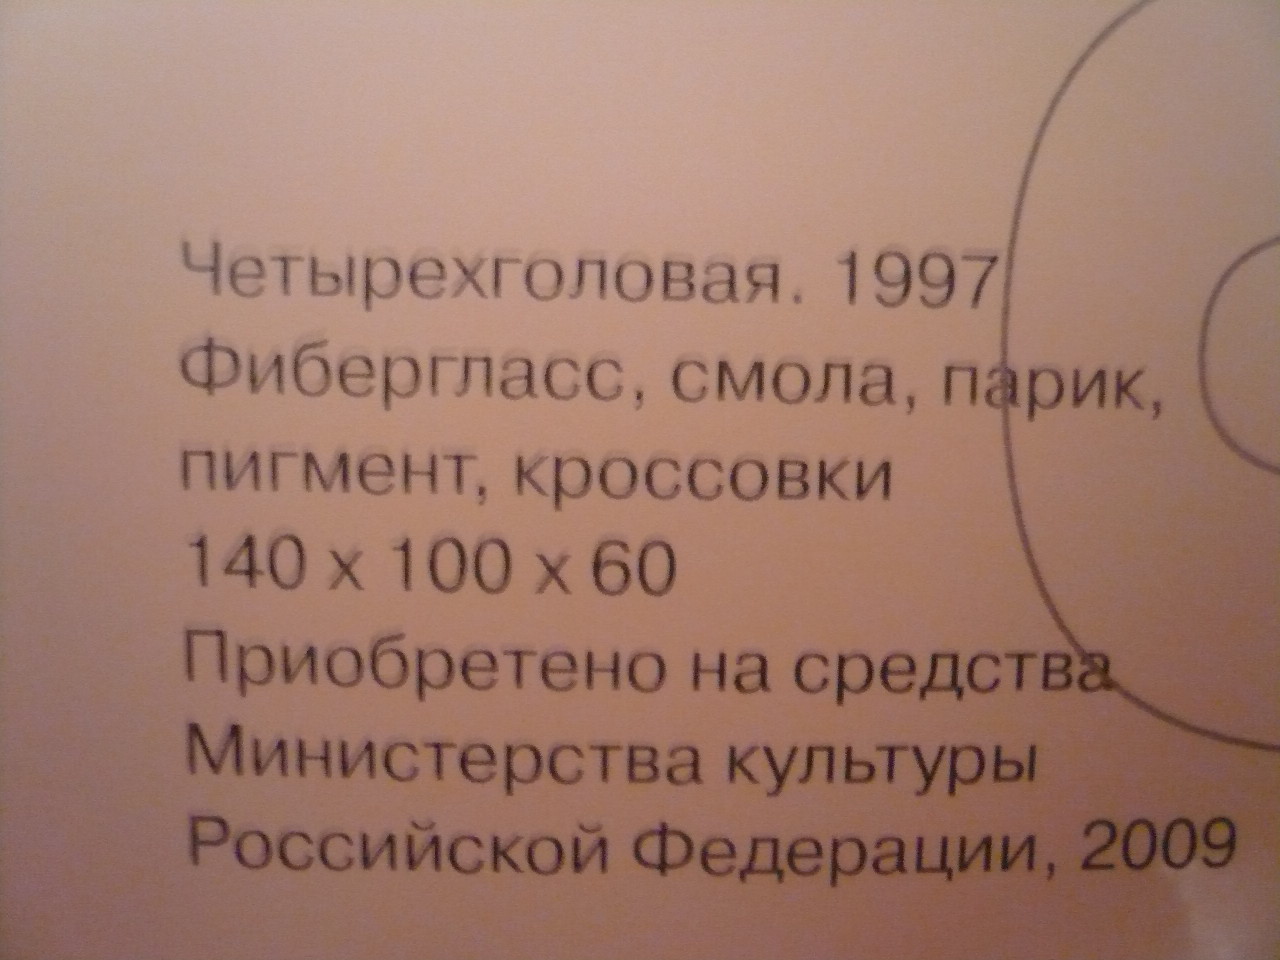 Четырехголовая. 1997
Фибергласс, смола, парик,
пигмент, кроссовки
140 х 100 х 60
Приобретено на средства
Министерства культуры
Российской Федерации, 2009